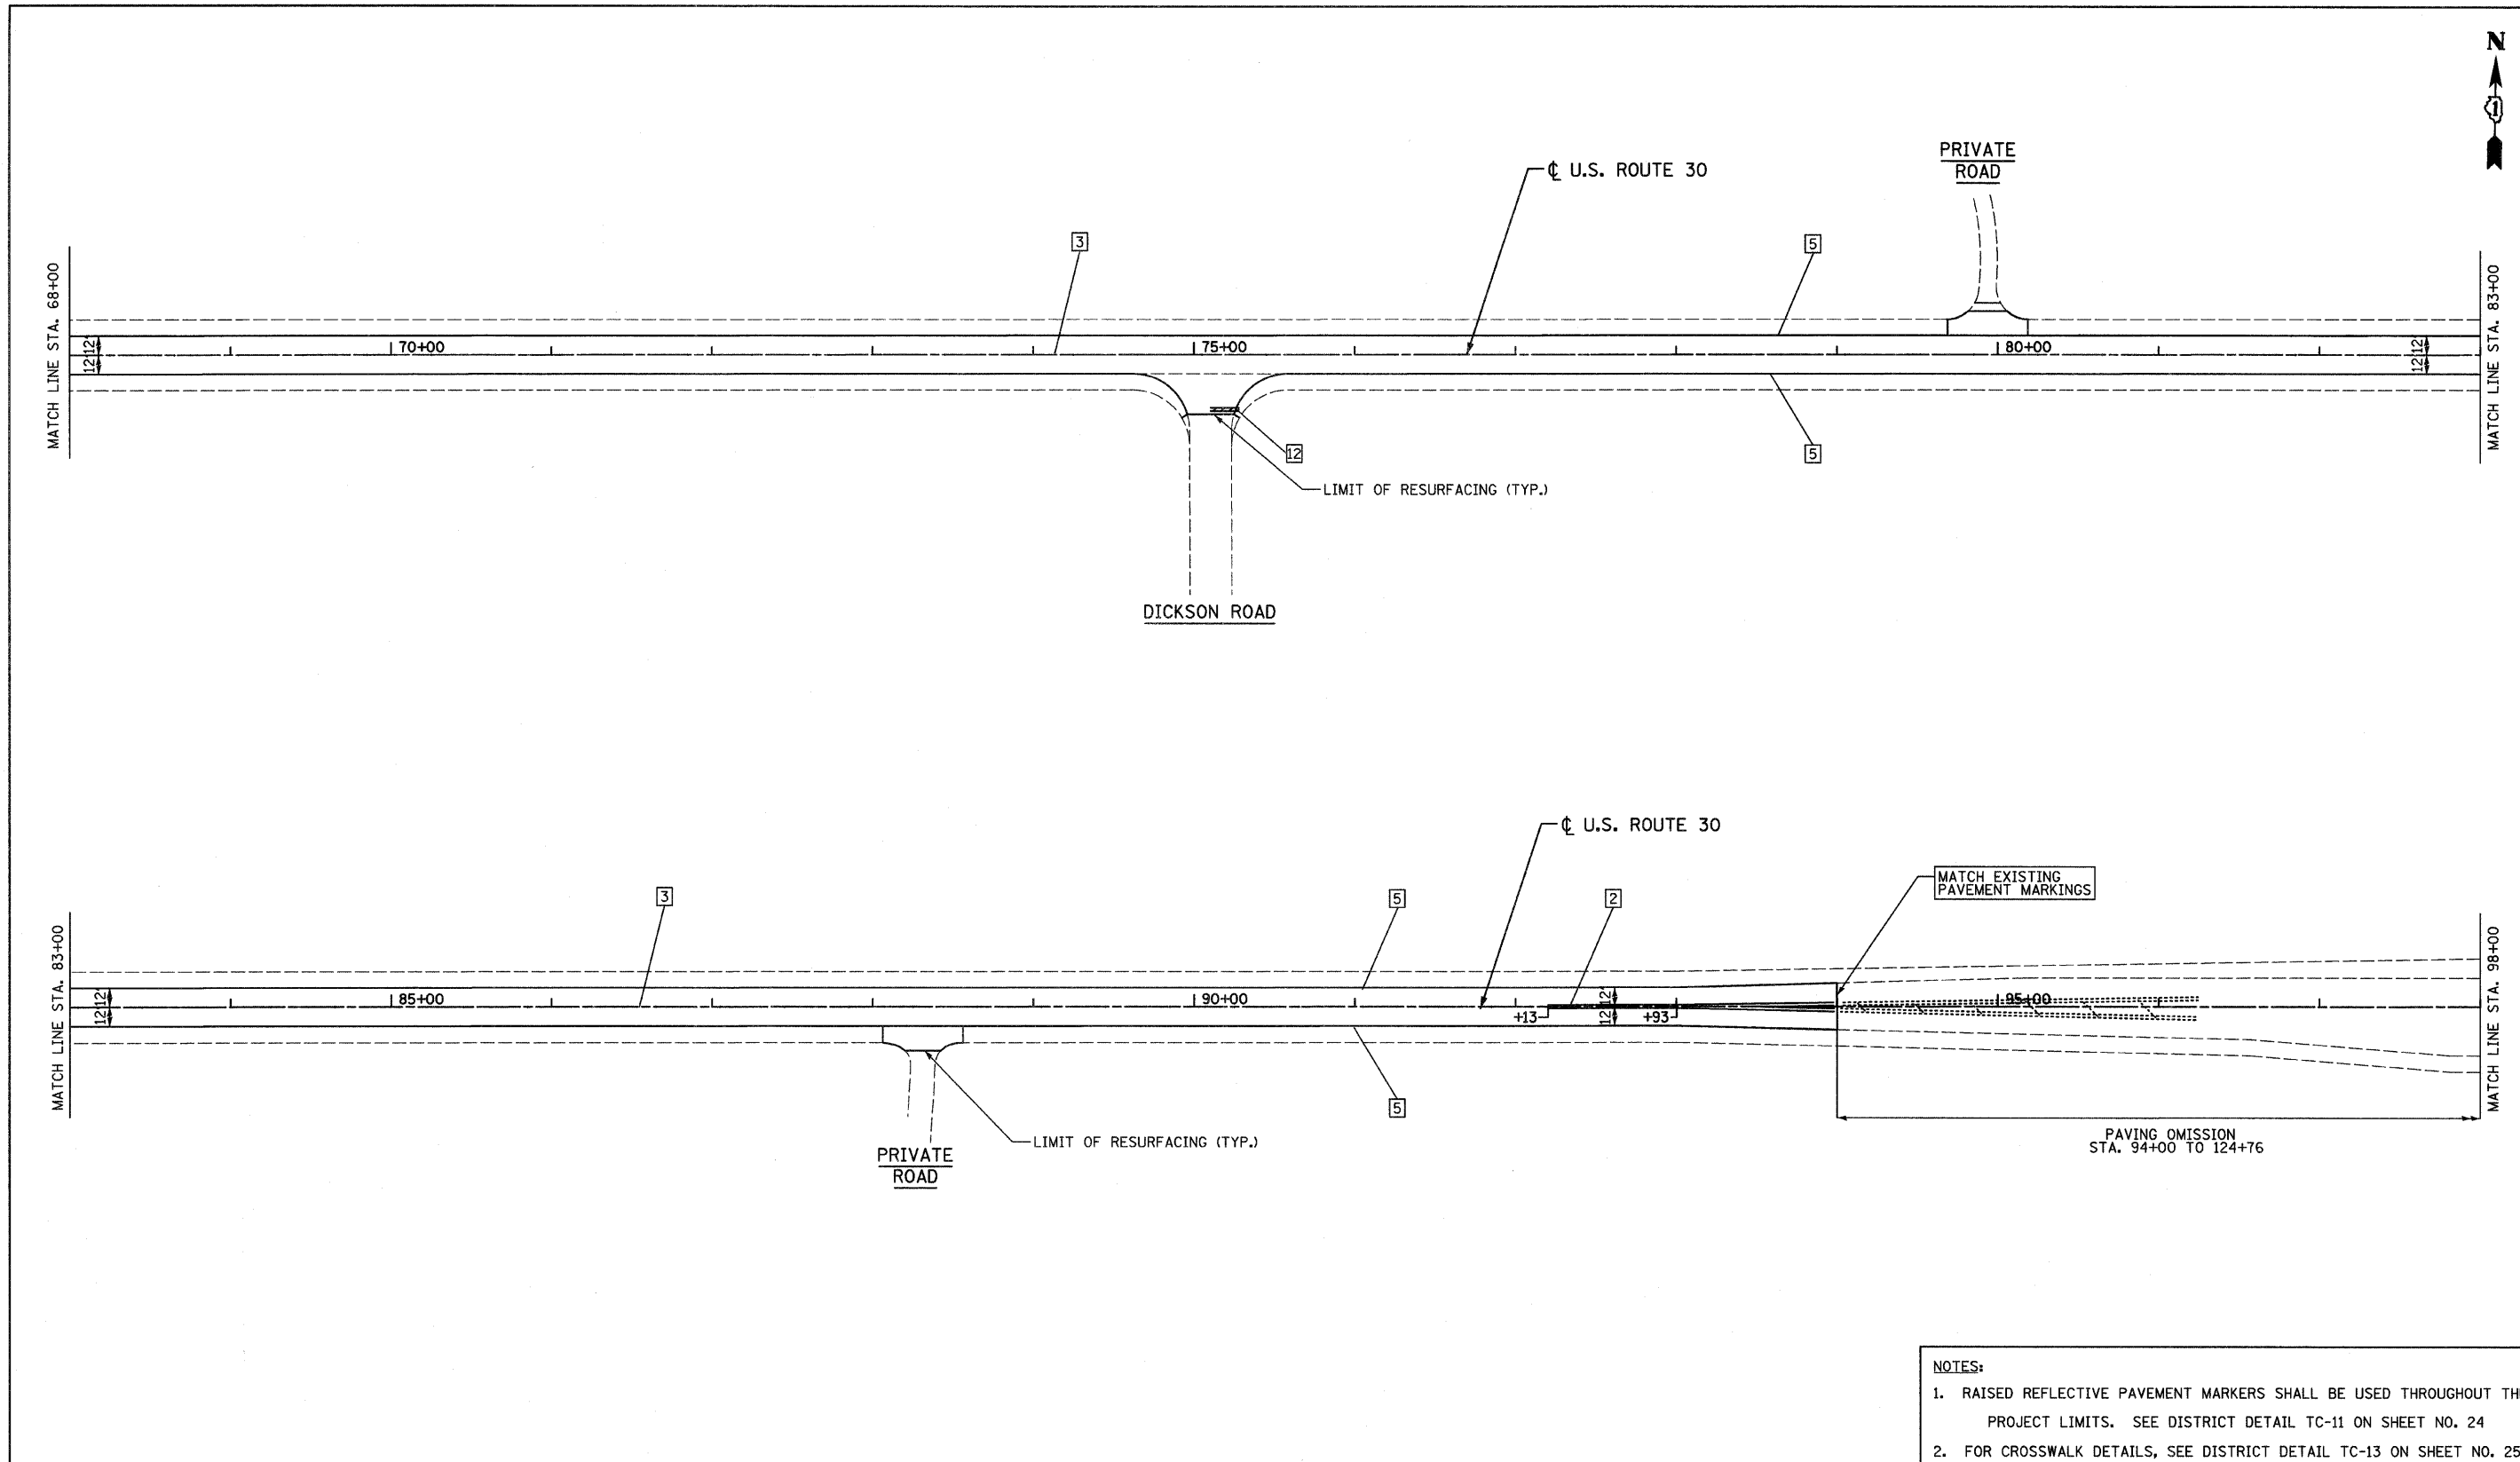 N
1
PRIVATE
ROAD
℄ U.S. ROUTE 30
3
5
MATCH LINE STA. 68+00
12'
12'
70+00
75+00
80+00
12'
12'
MATCH LINE STA. 83+00
12
5
LIMIT OF RESURFACING (TYP.)
DICKSON ROAD
℄ U.S. ROUTE 30
MATCH EXISTING
PAVEMENT MARKINGS
3
5
2
MATCH LINE STA. 83+00
12'
12'
85+00
90+00
12'
12'
95+00
+13
+93
MATCH LINE STA. 98+00
5
LIMIT OF RESURFACING (TYP.)
PRIVATE
ROAD
PAVING OMISSION
STA. 94+00 TO 124+76
NOTES:
1. RAISED REFLECTIVE PAVEMENT MARKERS SHALL BE USED THROUGHOUT
PROJECT LIMITS. SEE DISTRICT DETAIL TC-11 ON SHEET NO. 24
2. FOR CROSSWALK DETAILS, SEE DISTRICT DETAIL TC-13 ON SHEET NO. 25